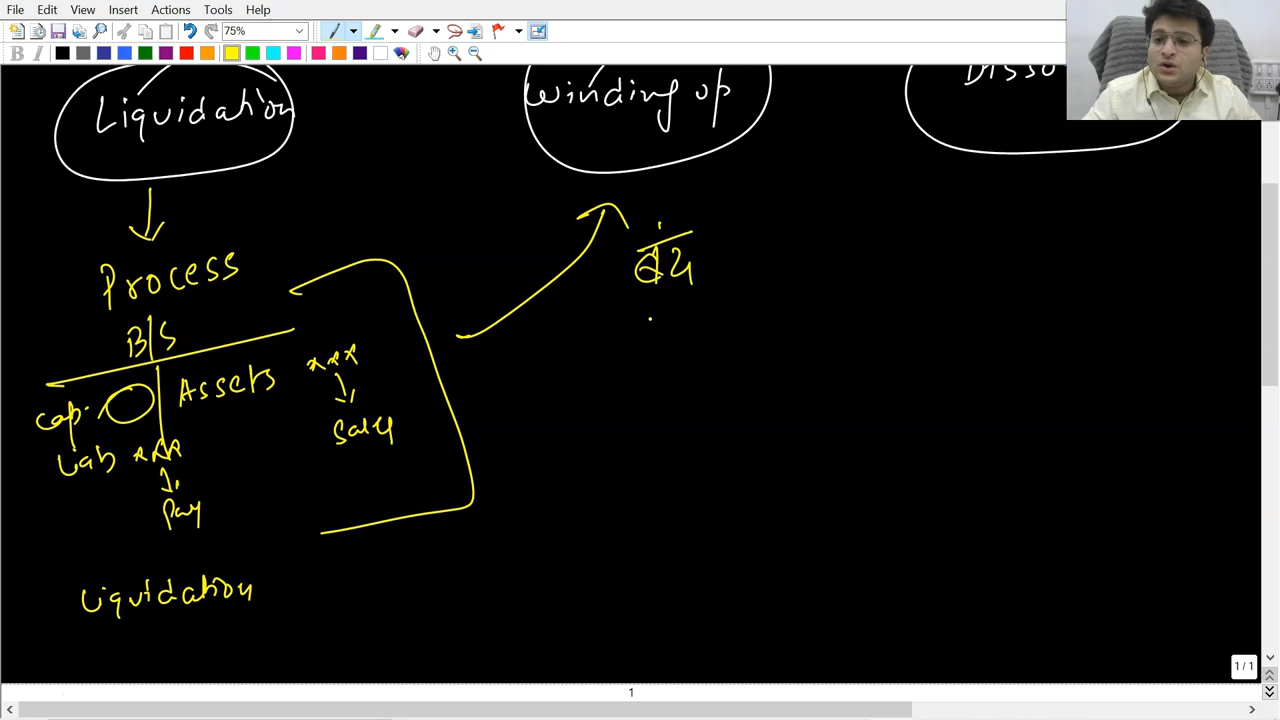 File Edit View Insert Actions Tools Help
75%
B I
Liquidation
Winding up
Disso
Process
B/S
Cap.
Assets
Liab xxx
Pay
xxx
Sale
Liquidation
1/1
1